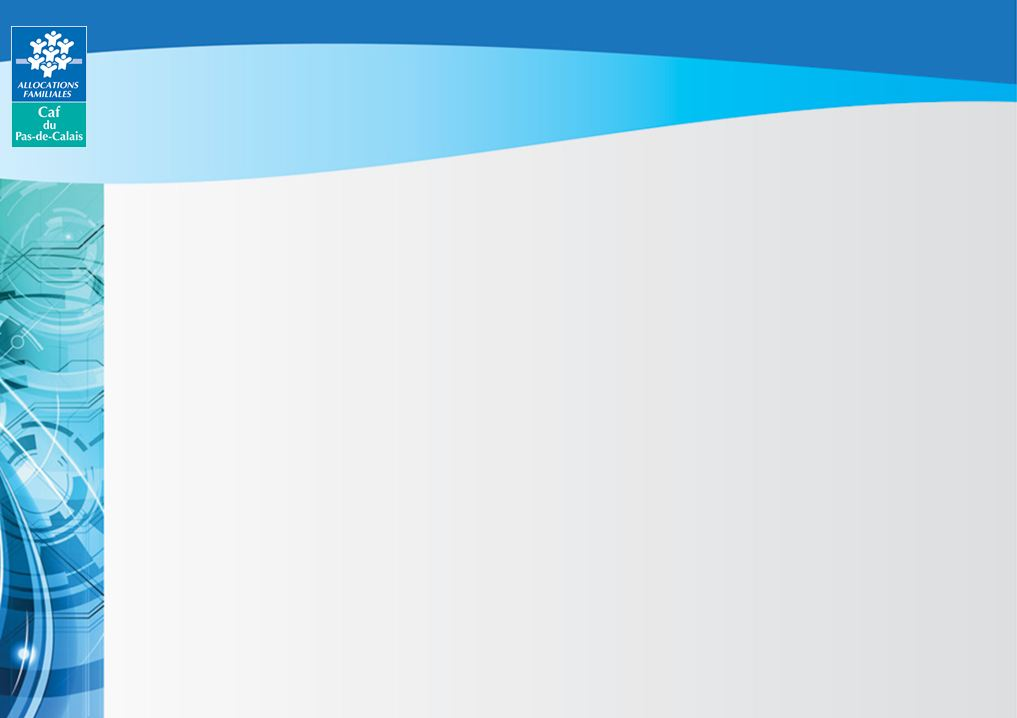 ALLOCATIONS
FAMILIALES
Caf
du
Pas-de-Calais